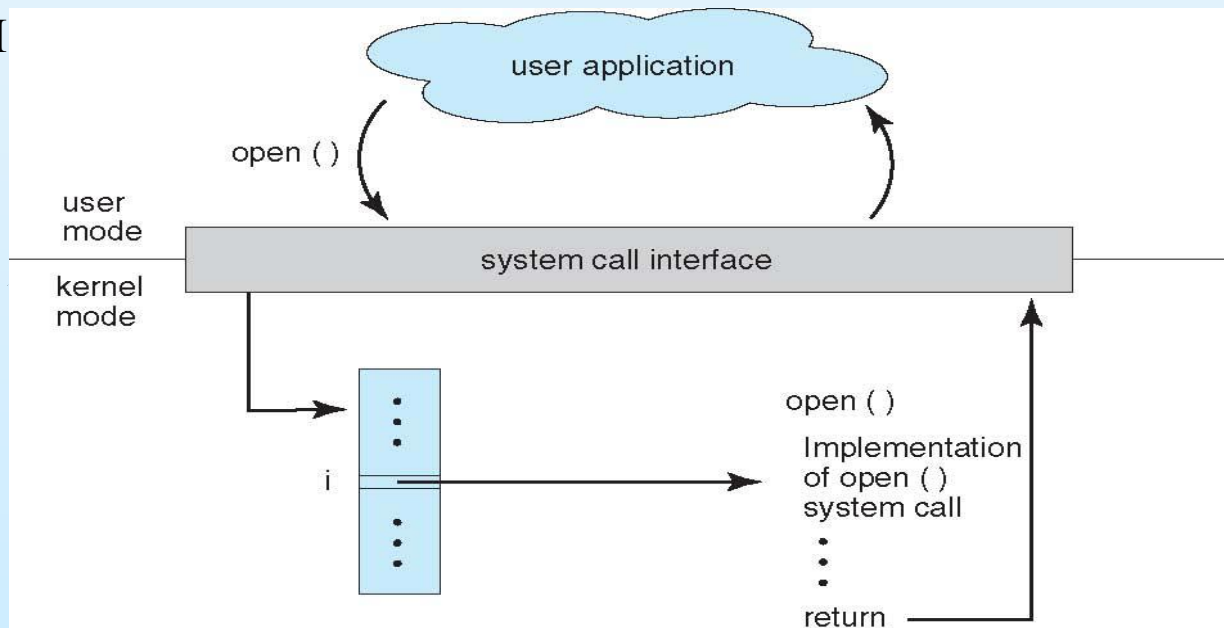 user application
open ( )
user
mode
system call interface
kernel
mode
open ( )
Implementation
of open ( )
system call
i
return